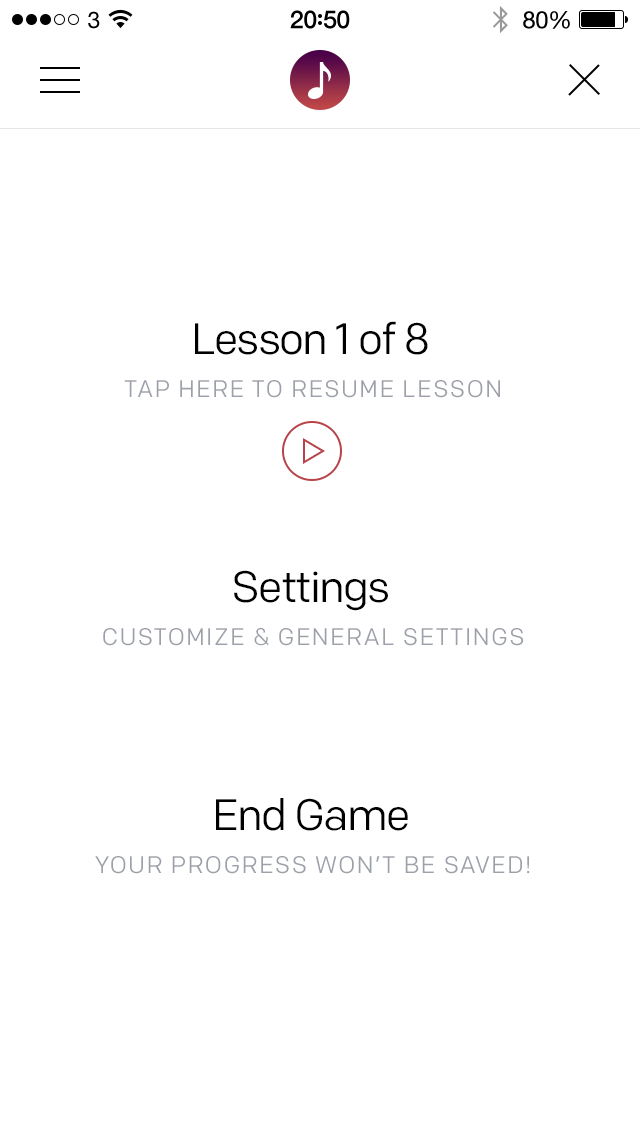 3 20:50 80%
Lesson 1 of 8
TAP HERE TO RESUME LESSON
Settings
CUSTOMIZE & GENERAL SETTINGS
End Game
YOUR PROGRESS WON’T BE SAVED!